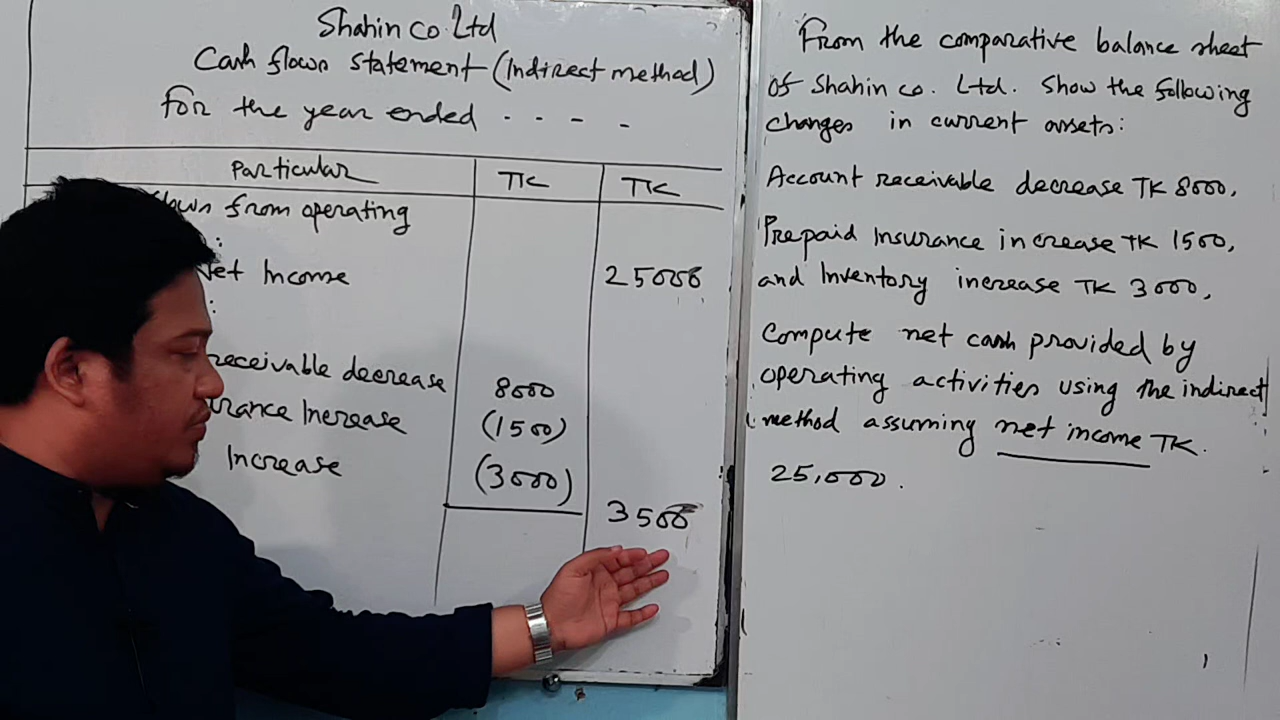 Shahin co. Ltd
Cash flows statement (Indirect method)
for the year ended . . . .
Particular TK TK
flows from operating
:
Net Income 25000
:
receivable decrease 8000
urance Increase (1500)
Increase (3000)
3500
From the comparative balance sheet
of Shahin co. Ltd. Show the following
changes in current assets:
Account receivable decrease TK 8000,
Prepaid Insurance increase TK 1500,
and Inventory increase TK 3000,
Compute net cash provided by
operating activities using the indirect
method assuming net income TK.
25,000.